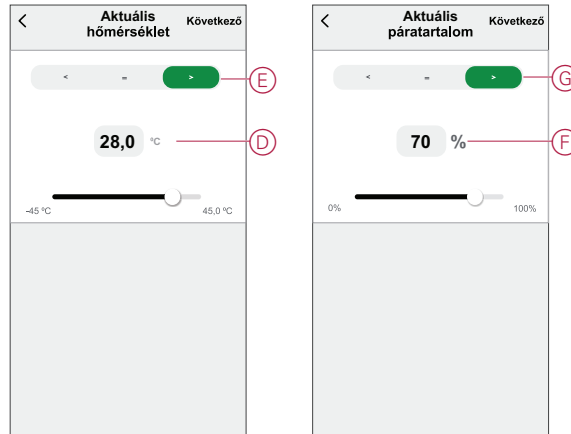 Aktuális
hőmérséklet
Következő
< = >
E
28,0 °C
D
-45 °C 45,0 °C
Aktuális
páratartalom
Következő
< = >
G
70 %
F
0% 100%